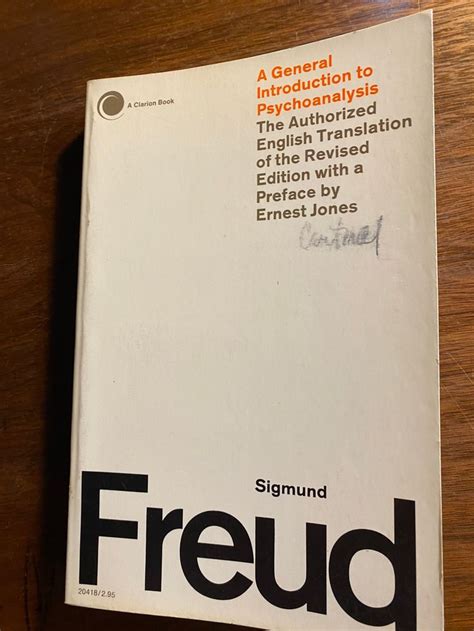 A Clarion Book
A General
Introduction to
Psychoanalysis
The Authorized
English Translation
of the Revised
Edition with a
Preface by
Ernest Jones
Sigmund
Freud
20418/2.95